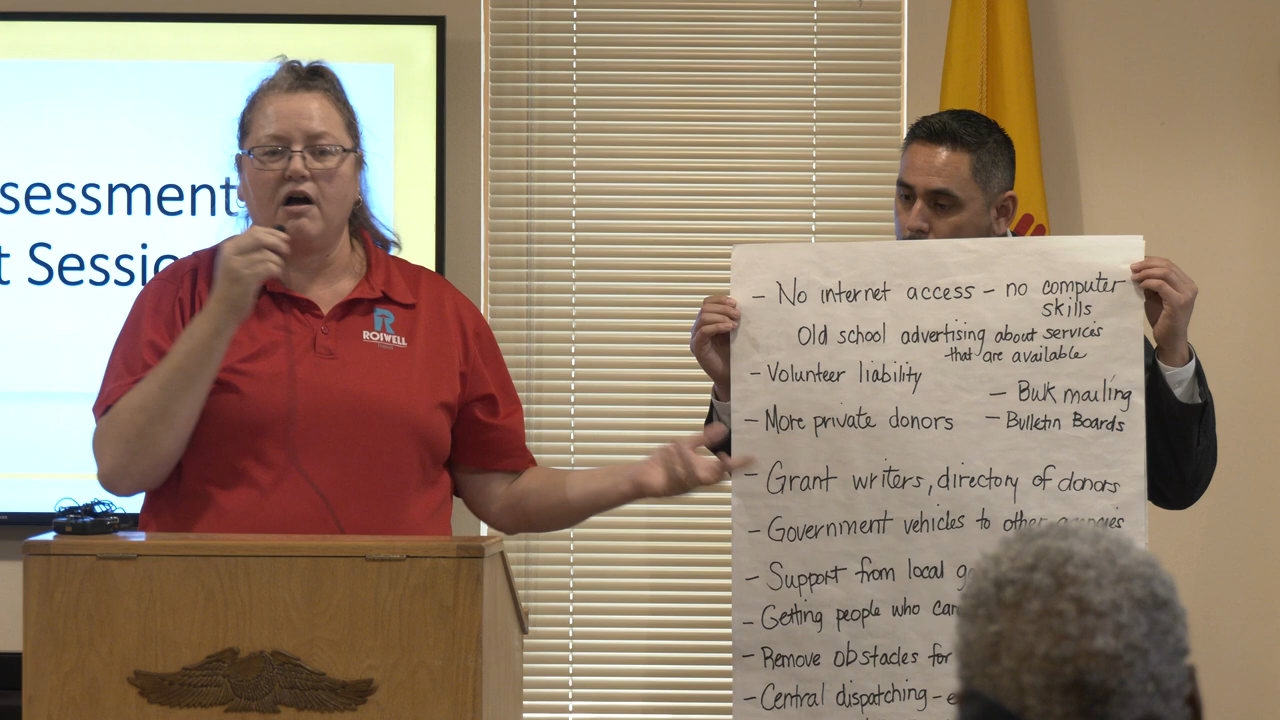 sessment
t Sessio
ROSWELL
- No internet access - no computer
skills
Old school advertising about services
that are available
- Volunteer liability
- Bulk mailing
- More private donors
- Bulletin Boards
- Grant writers, directory of donors
- Government vehicles to other agencies
- Support from local
- Getting people who
- Remove obstacles for
- Central dispatching -